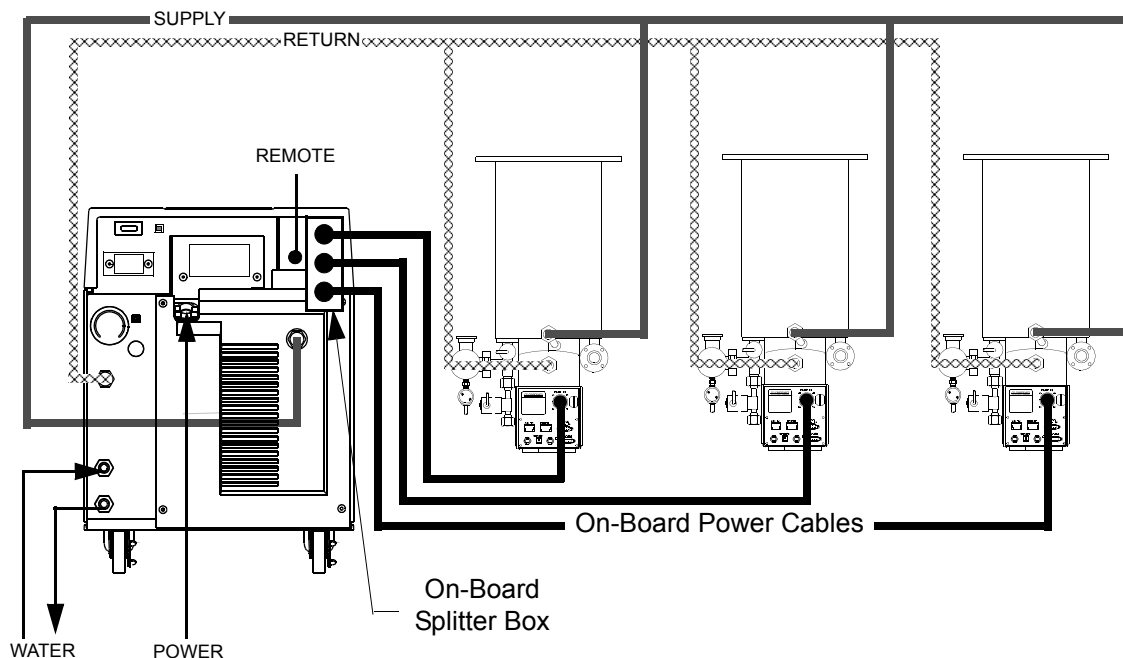 SUPPLY
RETURN
REMOTE
On-Board Power Cables
On-Board
Splitter Box
WATER
POWER